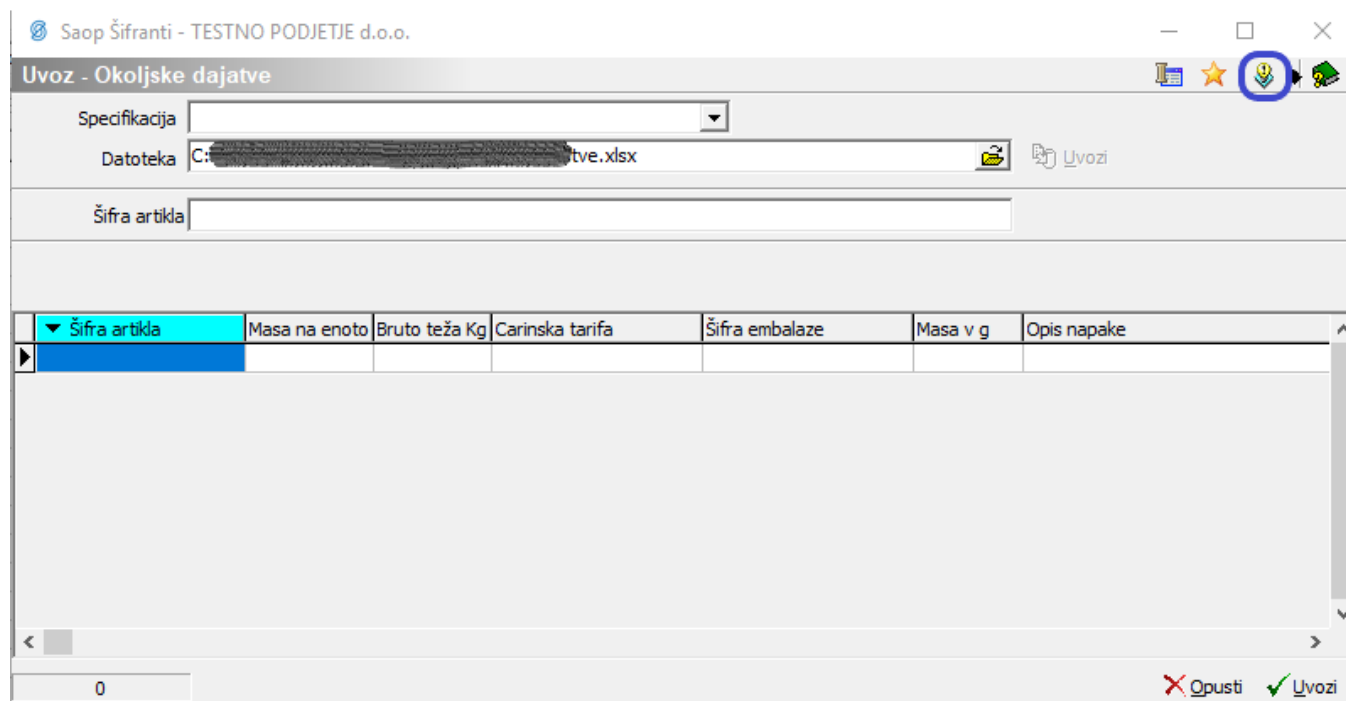 Saop Šifranti - TESTNO PODJETJE d.o.o.
Uvoz - Okoljske dajatve
Specifikacija
Datoteka C: tve.xlsx Uvozi
Šifra artikla
Šifra artikla Masa na enoto Bruto teža Kg Carinska tarifa Šifra embalaze Masa v g Opis napake
0 Opusti Uvozi